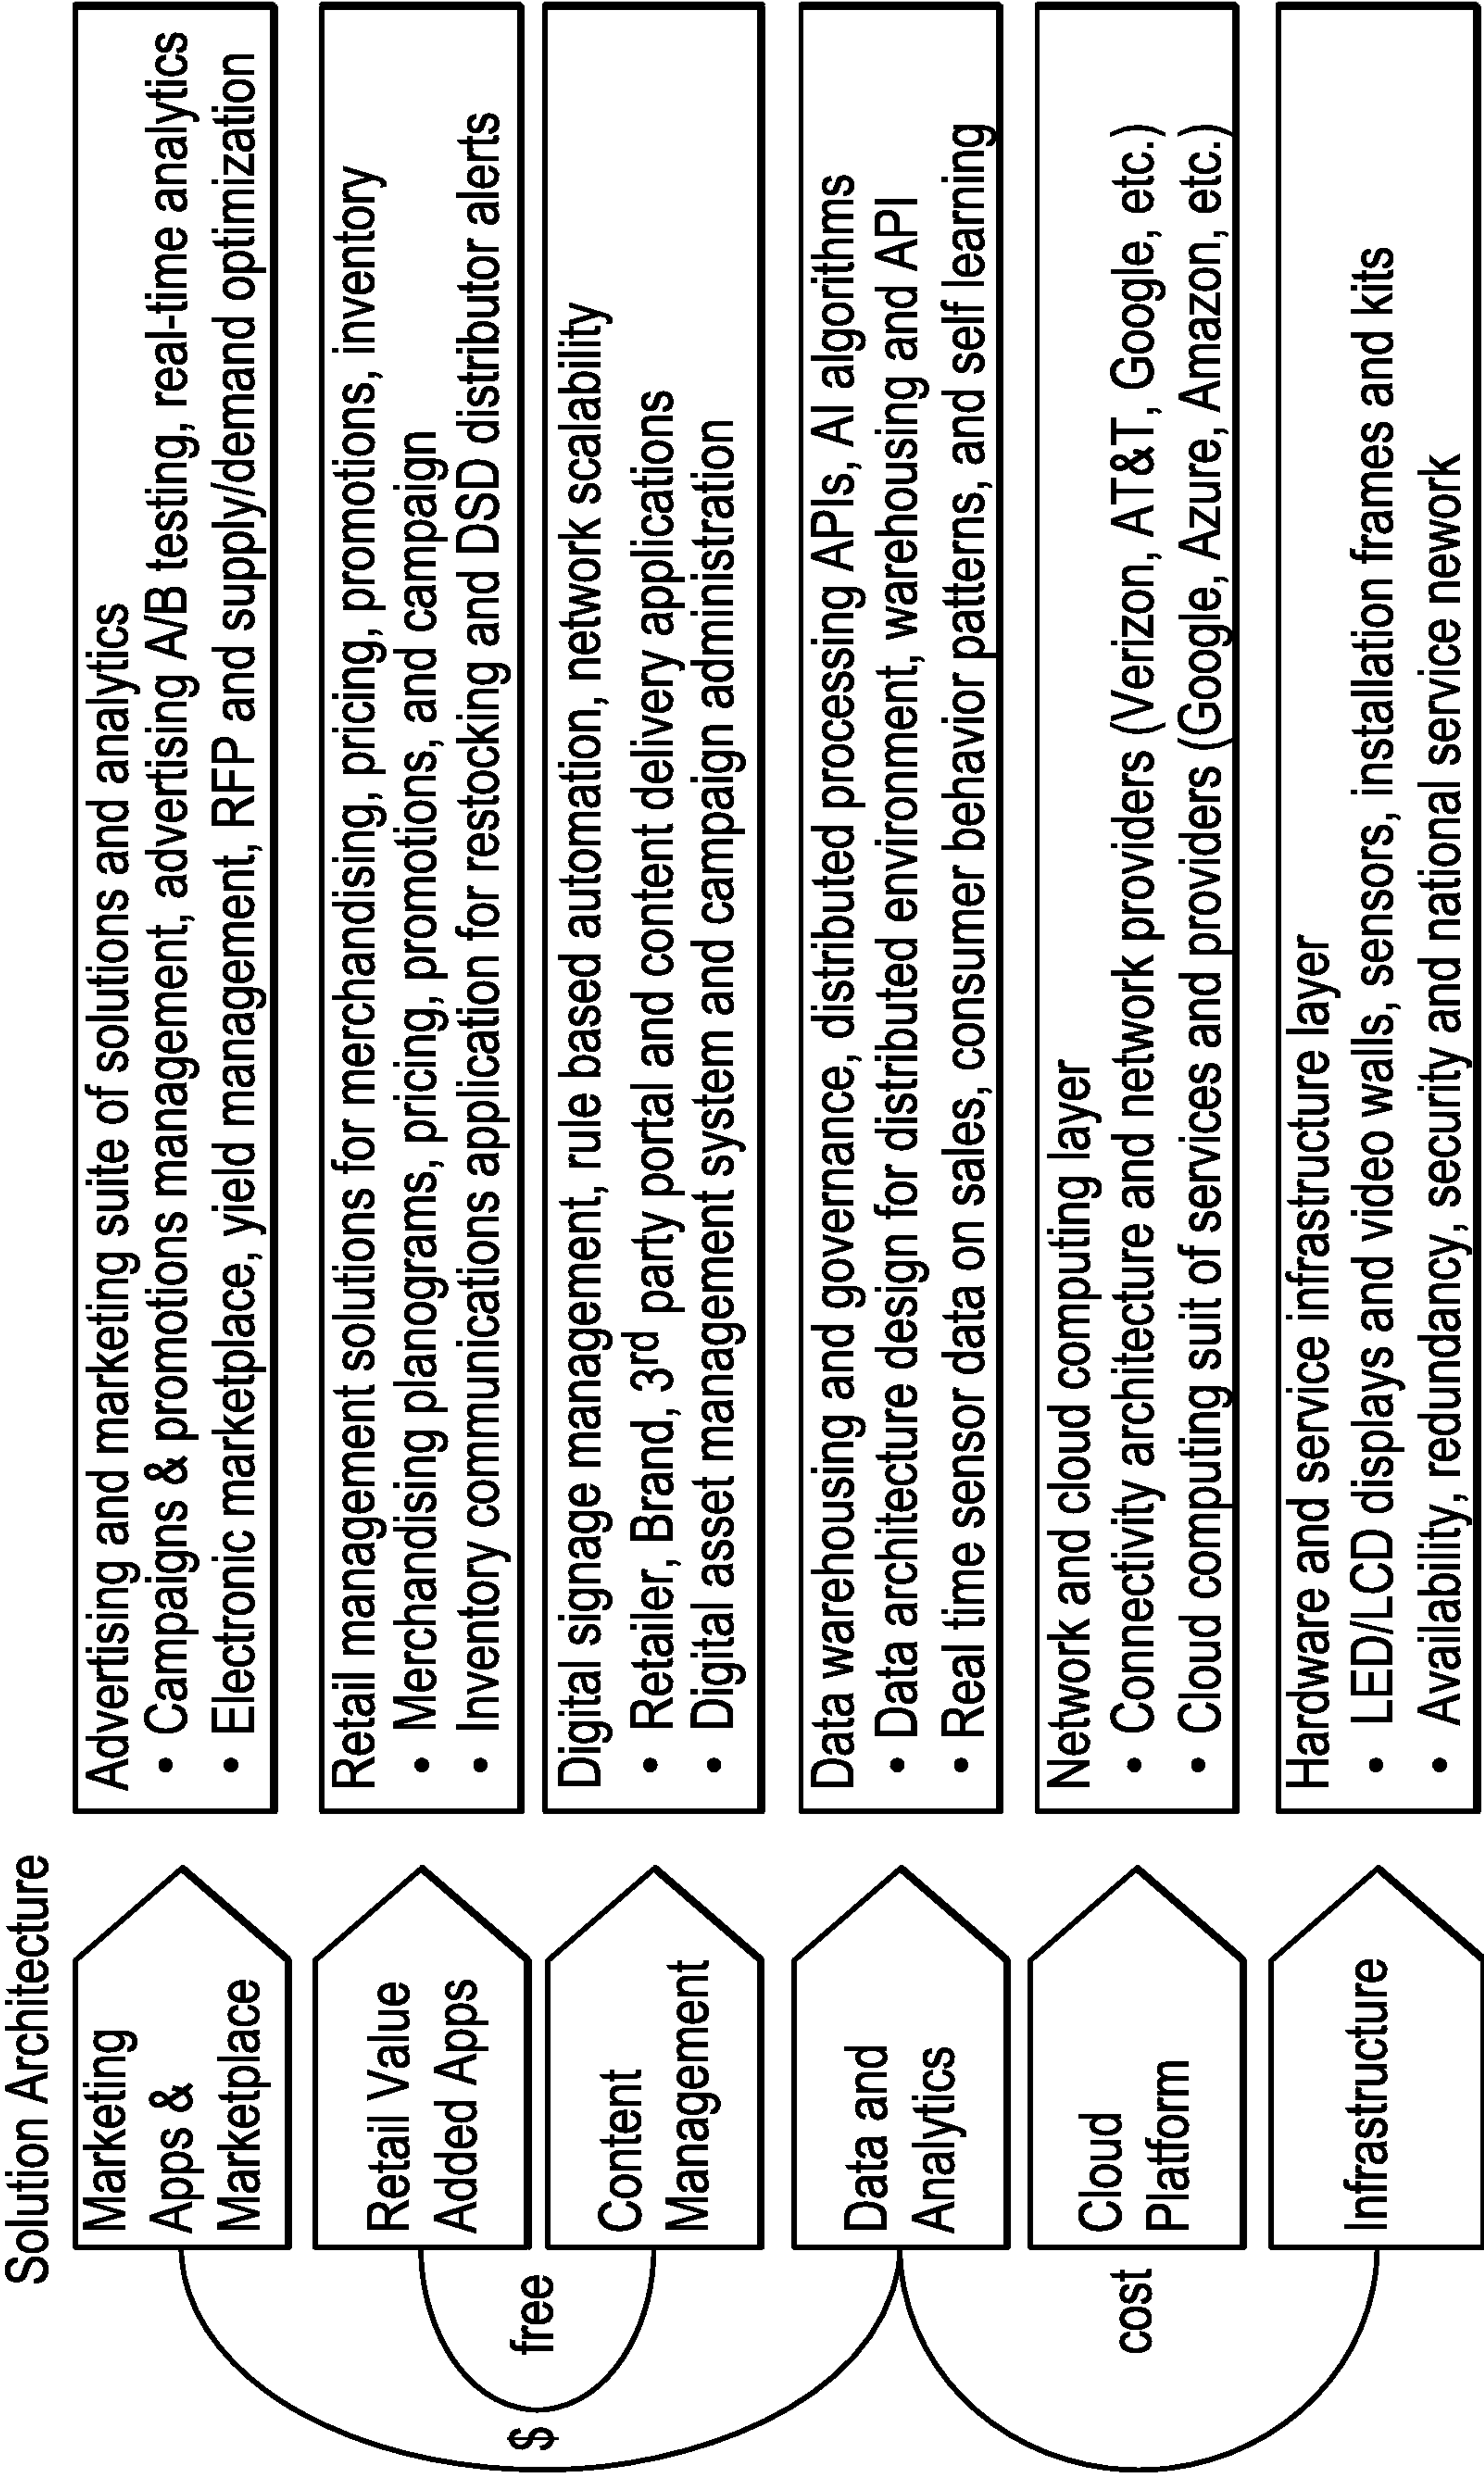 Solution Architecture
Marketing
Apps &
Marketplace
Advertising and marketing suite of solutions and analytics
• Campaigns & promotions management, advertising A/B testing, real-time analytics
• Electronic marketplace, yield management, RFP and supply/demand optimization
Retail Value
Added Apps
Retail management solutions for merchandising, pricing, promotions, inventory
• Merchandising planograms, pricing, promotions, and campaign
• Inventory communications application for restocking and DSD distributor alerts
Content
Management
Digital signage management, rule based automation, network scalability
• Retailer, Brand, 3rd party portal and content delivery applications
• Digital asset management system and campaign administration
Data and
Analytics
Data warehousing and governance, distributed processing APIs, AI algorithms
• Data architecture design for distributed environment, warehousing and API
• Real time sensor data on sales, consumer behavior patterns, and self learning
Cloud
Platform
Network and cloud computing layer
• Connectivity architecture and network providers (Verizon, AT&T, Google, etc.)
• Cloud computing suit of services and providers (Google, Azure, Amazon, etc.)
Infrastructure
Hardware and service infrastructure layer
• LED/LCD displays and video walls, sensors, installation frames and kits
• Availability, redundancy, security and national service network
$
free
cost